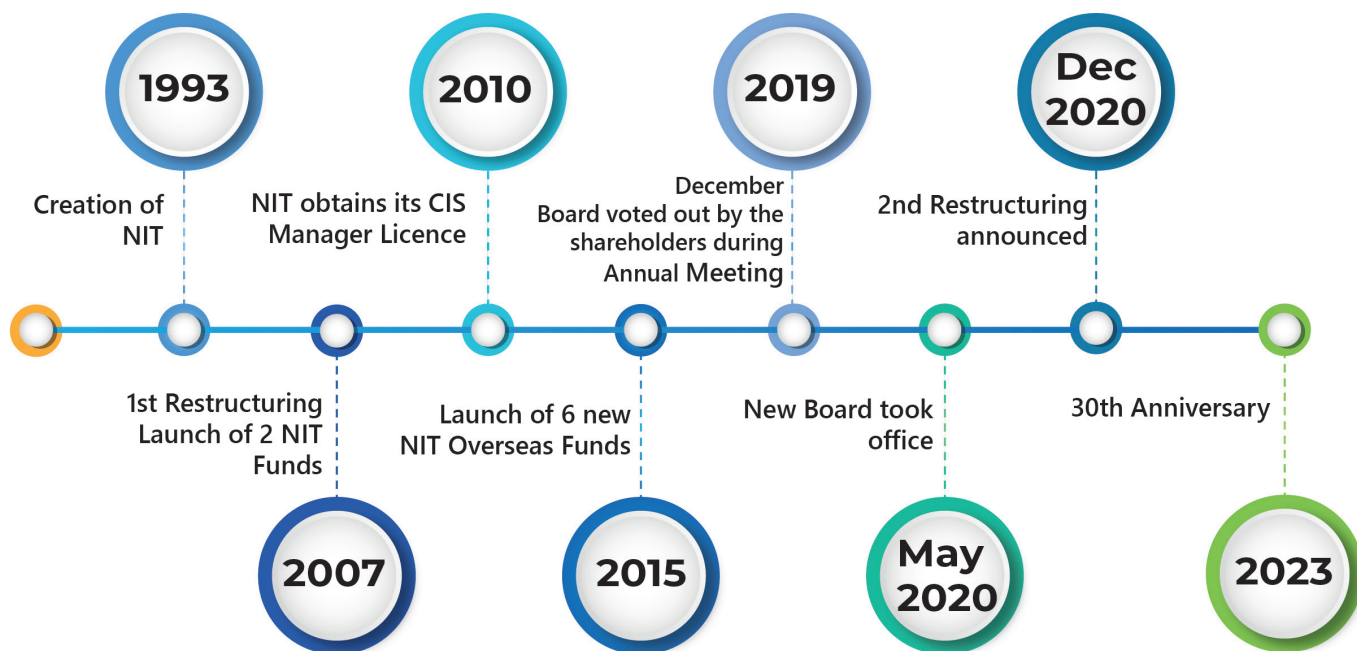 1993
Creation of
NIT
2007
1st Restructuring
Launch of 2 NIT
Funds
2010
NIT obtains its CIS
Manager Licence
2015
Launch of 6 new
NIT Overseas Funds
2019
December
Board voted out by the
shareholders during
Annual Meeting
May
2020
New Board took
office
Dec
2020
2nd Restructuring
announced
2023
30th Anniversary